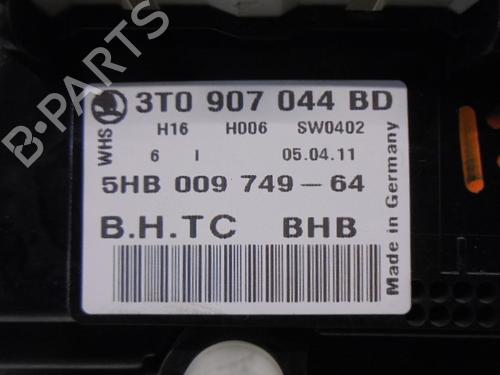 WHS 3T0 907 044 BD
H16 H006 SW0402
6 I 05.04.11
5HB 009 749-64
B.H.TC BHB
Made in Germany
B-PARTS